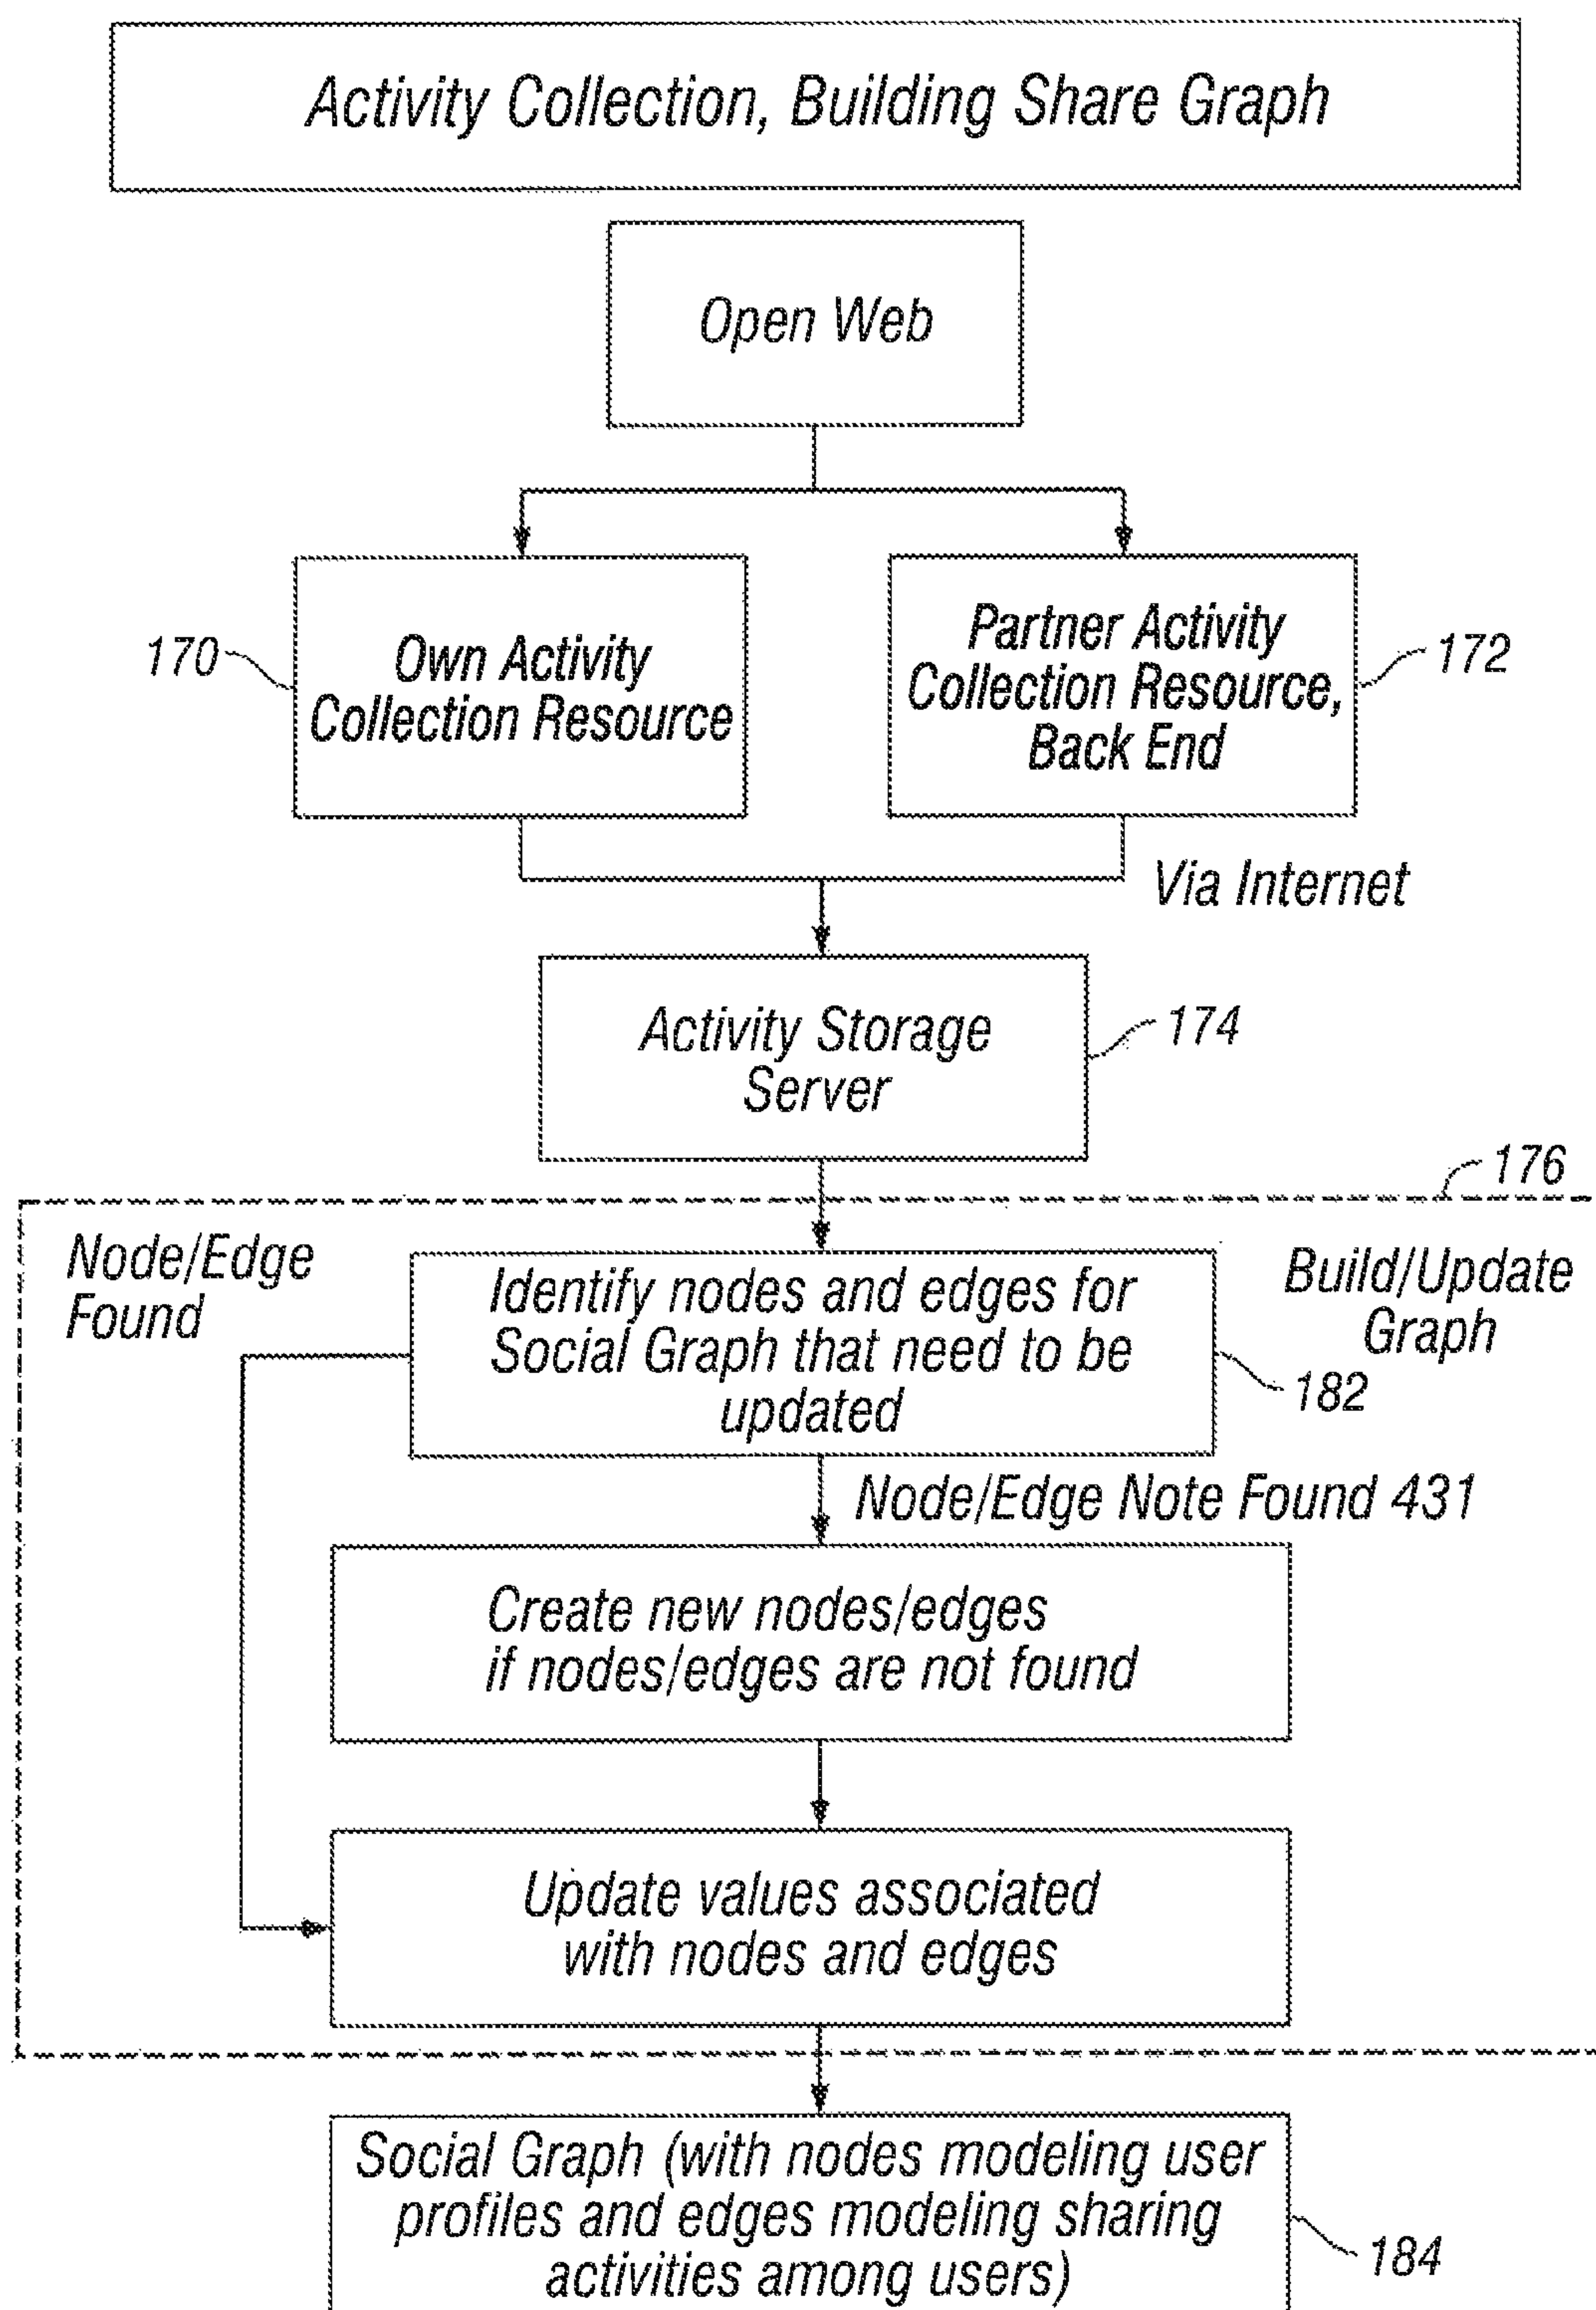 Activity Collection, Building Share Graph
Open Web
170
Own Activity
Collection Resource
Partner Activity
Collection Resource,
Back End
172
Via Internet
Activity Storage
Server
174
176
Node/Edge
Found
Identify nodes and edges for
Social Graph that need to be
updated
Build/Update
Graph
182
Node/Edge Note Found 431
Create new nodes/edges
if nodes/edges are not found
Update values associated
with nodes and edges
Social Graph (with nodes modeling user
profiles and edges modeling sharing
activities among users)
184